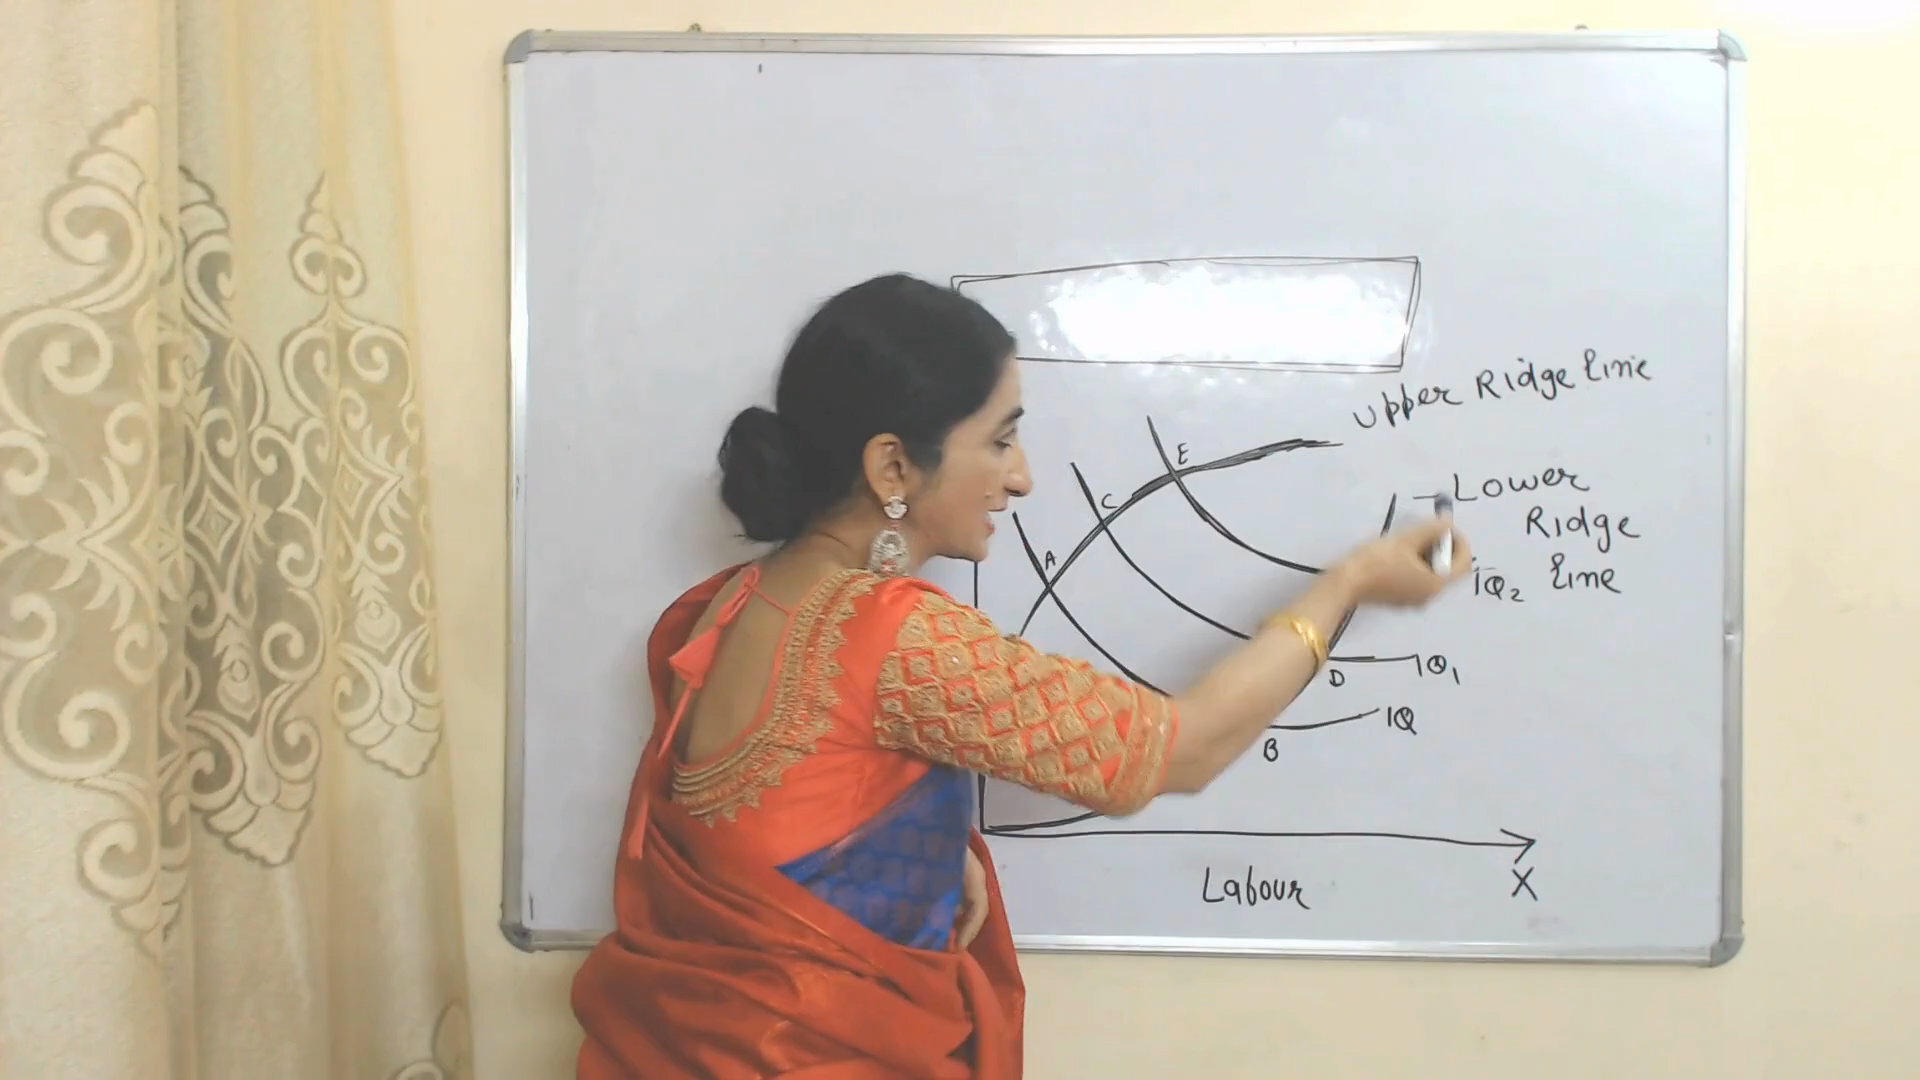 Upper Ridge line
E
Lower
C
Ridge
A
IQ2 line
IQ1
D
IQ
B
Labour
X